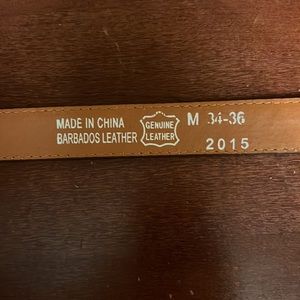 MADE IN CHINA
BARBADOS LEATHER
GENUINE
LEATHER
M 34-36
2015